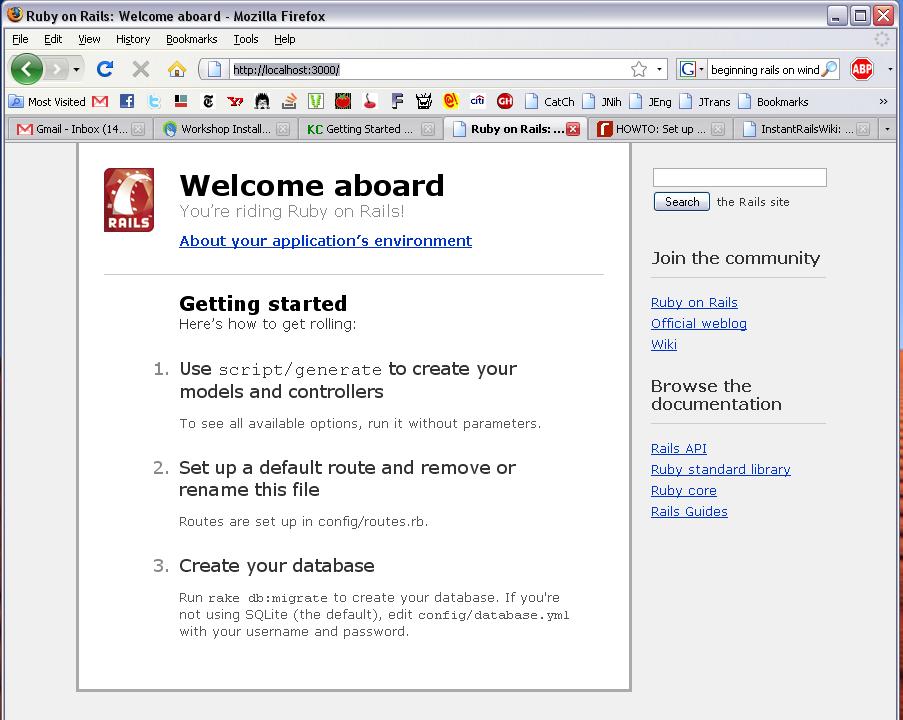 Ruby on Rails: Welcome aboard - Mozilla Firefox
File Edit View History Bookmarks Tools Help
http://localhost:3000/
G beginning rails on wind ABP
Most Visited citi GH CatCh JNih JEng JTrans Bookmarks »
Gmail - Inbox (14... Workshop Install... KC Getting Started ... Ruby on Rails: ... HOWTO: Set up ... InstantRailsWiki: ...
RAILS
Welcome aboard
You're riding Ruby on Rails!
About your application's environment
Getting started
Here's how to get rolling:
1. Use script/generate to create your
models and controllers
To see all available options, run it without parameters.
2. Set up a default route and remove or
rename this file
Routes are set up in config/routes.rb.
3. Create your database
Run rake db:migrate to create your database. If you're
not using SQLite (the default), edit config/database.yml
with your username and password.
Search the Rails site
Join the community
Ruby on Rails
Official weblog
Wiki
Browse the
documentation
Rails API
Ruby standard library
Ruby core
Rails Guides